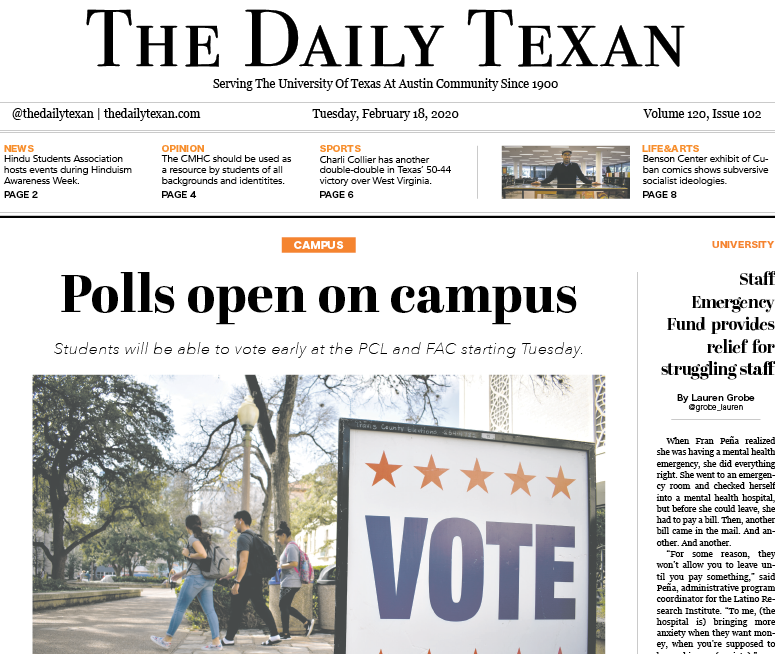 THE DAILY TEXAN
Serving The University Of Texas At Austin Community Since 1900
@thedailytexan | thedailytexan.com
Tuesday, February 18, 2020
Volume 120, Issue 102
NEWS
Hindu Students Association
hosts events during Hinduism
Awareness Week.
PAGE 2
OPINION
The CMHC should be used as
a resource by students of all
backgrounds and identitites.
PAGE 4
SPORTS
Charli Collier has another
double-double in Texas' 50-44
victory over West Virginia.
PAGE 6
LIFE&ARTS
Benson Center exhibit of Cu-
ban comics shows subversive
socialist ideologies.
PAGE 8
CAMPUS
Polls open on campus
Students will be able to vote early at the PCL and FAC starting Tuesday.
Travis County Elections
VOTE
UNIVERSITY
Staff
Emergency
Fund provides
relief for
struggling staff
By Lauren Grobe
@grobe_lauren
When Fran Peña realized
she was having a mental health
emergency, she did everything
right. She went to an emergen-
cy room and checked herself
into a mental health hospital,
but before she could leave, she
had to pay a bill. Then, another
bill came in the mail. And an-
other. And another.
"For some reason, they
won't allow you to leave un-
til you pay something," said
Peña, administrative program
coordinator for the Latino Re-
search Institute. "To me, (the
hospital is) bringing more
anxiety when they want mon-
ey, when you're supposed to